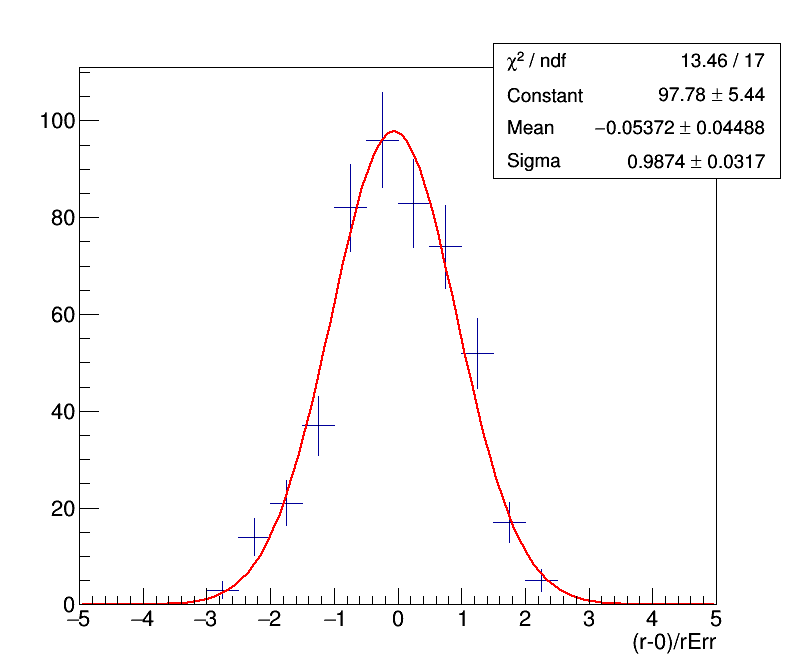 χ² / ndf 13.46 / 17
Constant 97.78 ± 5.44
Mean −0.05372 ± 0.04488
Sigma 0.9874 ± 0.0317
100
80
60
40
20
0
−5 −4 −3 −2 −1 0 1 2 3 4 5
(r-0)/rErr